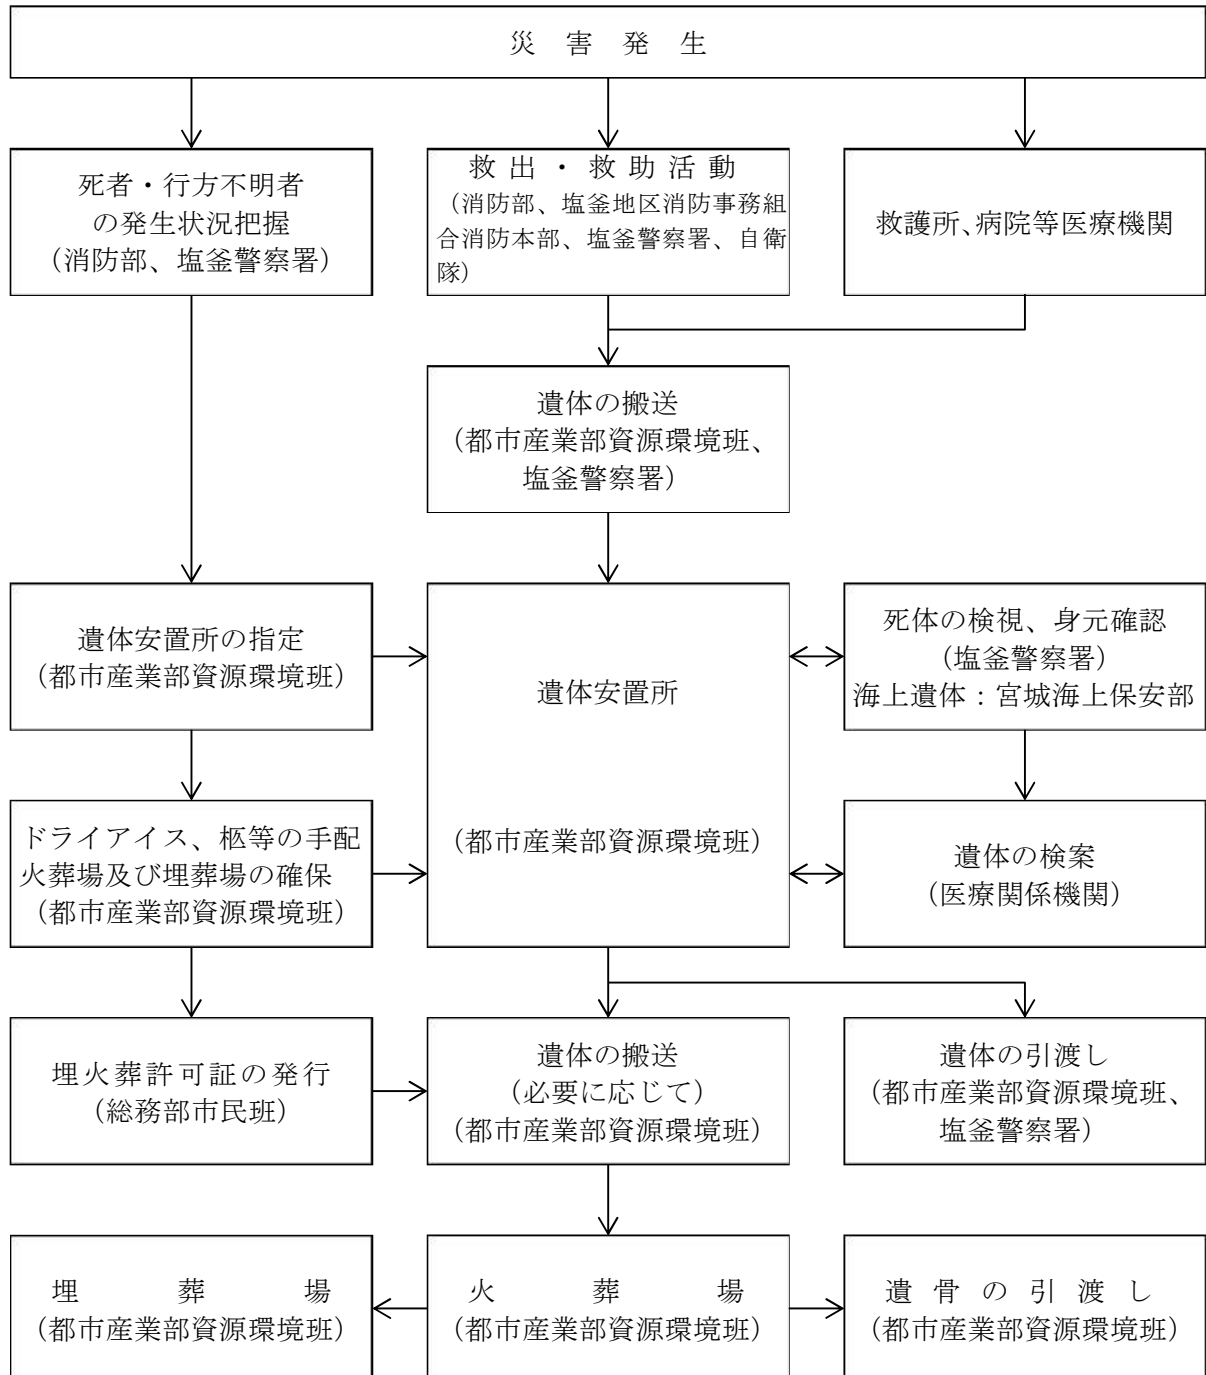 災害発生
死者・行方不明者
の発生状況把握
（消防部、塩釜警察署）
救出・救助活動
（消防部、塩釜地区消防事務組
合消防本部、塩釜警察署、自衛
隊）
救護所、病院等医療機関
遺体の搬送
（都市産業部資源環境班、
塩釜警察署）
遺体安置所の指定
（都市産業部資源環境班）
遺体安置所
（都市産業部資源環境班）
死体の検視、身元確認
（塩釜警察署）
海上遺体：宮城海上保安部
ドライアイス、柩等の手配
火葬場及び埋葬場の確保
（都市産業部資源環境班）
遺体の検案
（医療関係機関）
埋火葬許可証の発行
（総務部市民班）
遺体の搬送
（必要に応じて）
（都市産業部資源環境班）
遺体の引渡し
（都市産業部資源環境班、
塩釜警察署）
埋葬場
（都市産業部資源環境班）
火葬場
（都市産業部資源環境班）
遺骨の引渡し
（都市産業部資源環境班）